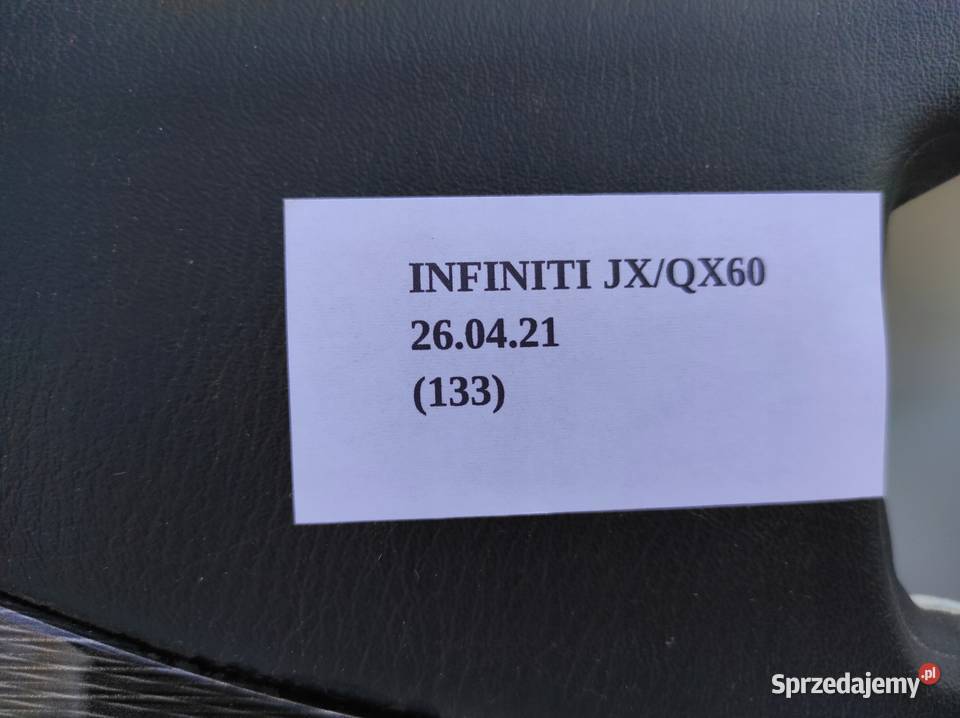 INFINITI JX/QX60
26.04.21
(133)
Sprzedajemy.pl